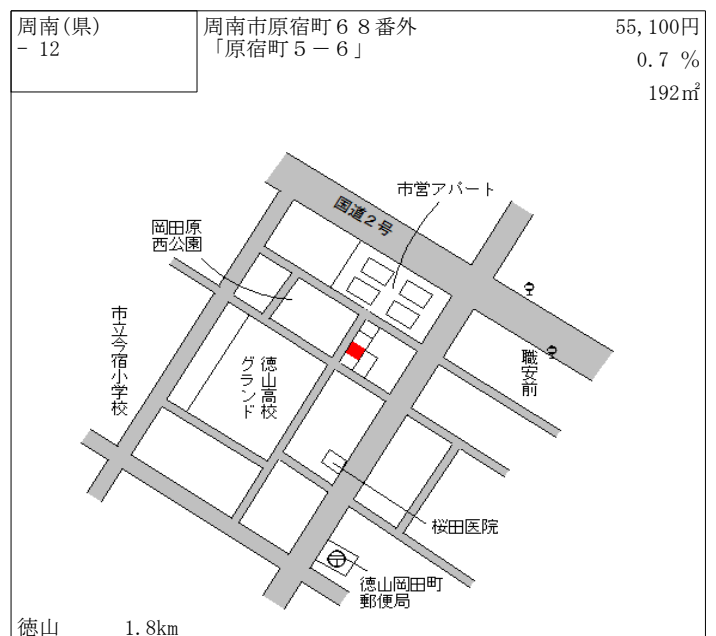 周南(県)
- 12
周南市原宿町６８番外
「原宿町５－６」
55,100円
0.7 %
192㎡
市営アパート
国道２号
岡田原
西公園
市立今宿小学校
徳山高校
グランド
職安前
桜田医院
徳山岡田町
郵便局
徳山 1.8km